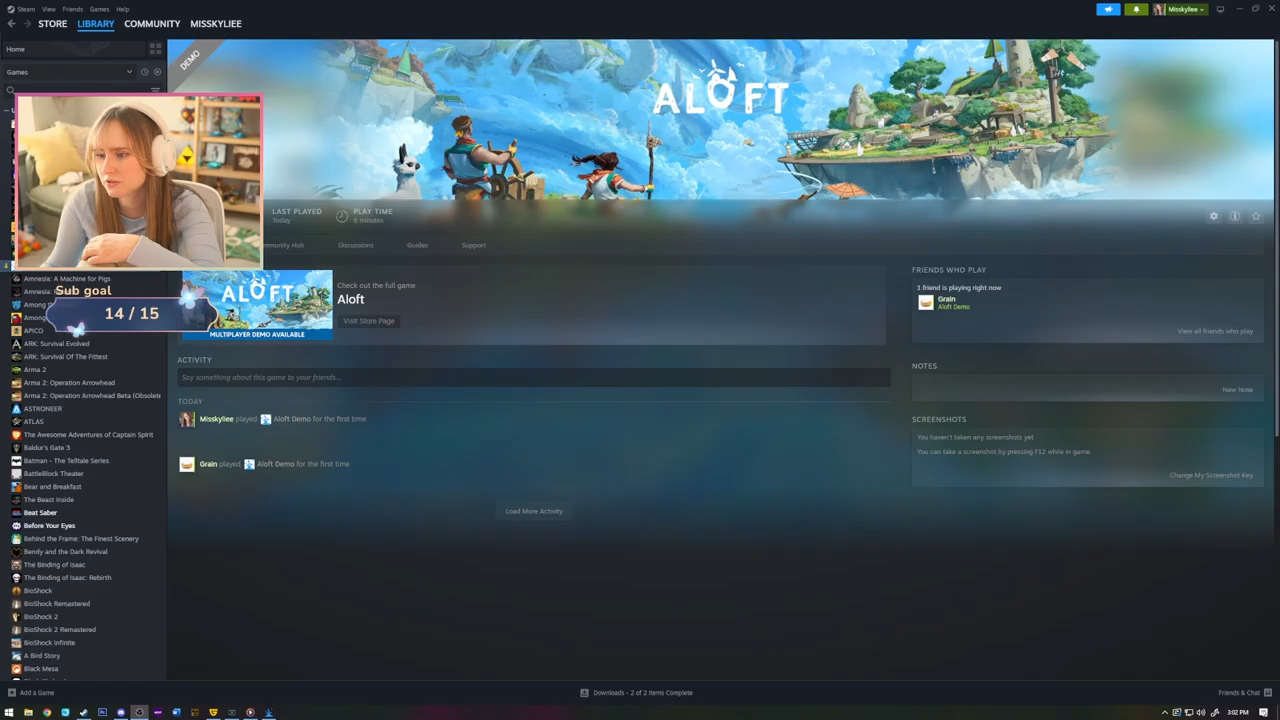 Steam View Friends Games Help
Misskyliee
STORE LIBRARY COMMUNITY MISSKYLIEE
Home
Games
DEMO
ALOFT
LAST PLAYED
Today
PLAY TIME
6 minutes
Discussions Guides Support
Amnesia: A Machine for Pigs
Amnesia:
Sub goal
14 / 15
APICO
ARK: Survival Evolved
ARK: Survival Of The Fittest
Arma 2
Arma 2: Operation Arrowhead
Arma 2: Operation Arrowhead Beta (Obsolete
ASTRONEER
ATLAS
The Awesome Adventures of Captain Spirit
Baldur's Gate 3
Batman - The Telltale Series
BattleBlock Theater
Bear and Breakfast
The Beast Inside
Beat Saber
Before Your Eyes
Behind the Frame: The Finest Scenery
Bendy and the Dark Revival
The Binding of Isaac
The Binding of Isaac: Rebirth
BioShock
BioShock Remastered
BioShock 2
BioShock 2 Remastered
BioShock Infinite
A Bird Story
Black Mesa
ALOFT
MULTIPLAYER DEMO AVAILABLE
Check out the full game
Aloft
Visit Store Page
ACTIVITY
Say something about this game to your friends...
TODAY
Misskyliee played Aloft Demo for the first time
Grain played Aloft Demo for the first time
Load More Activity
FRIENDS WHO PLAY
1 friend is playing right now
Grain
Aloft Demo
View all friends who play
NOTES
New Note
SCREENSHOTS
You haven't taken any screenshots yet
You can take a screenshot by pressing F12 while in game.
Change My Screenshot Key
Add a Game
Downloads - 2 of 2 Items Complete
Friends & Chat
3:02 PM